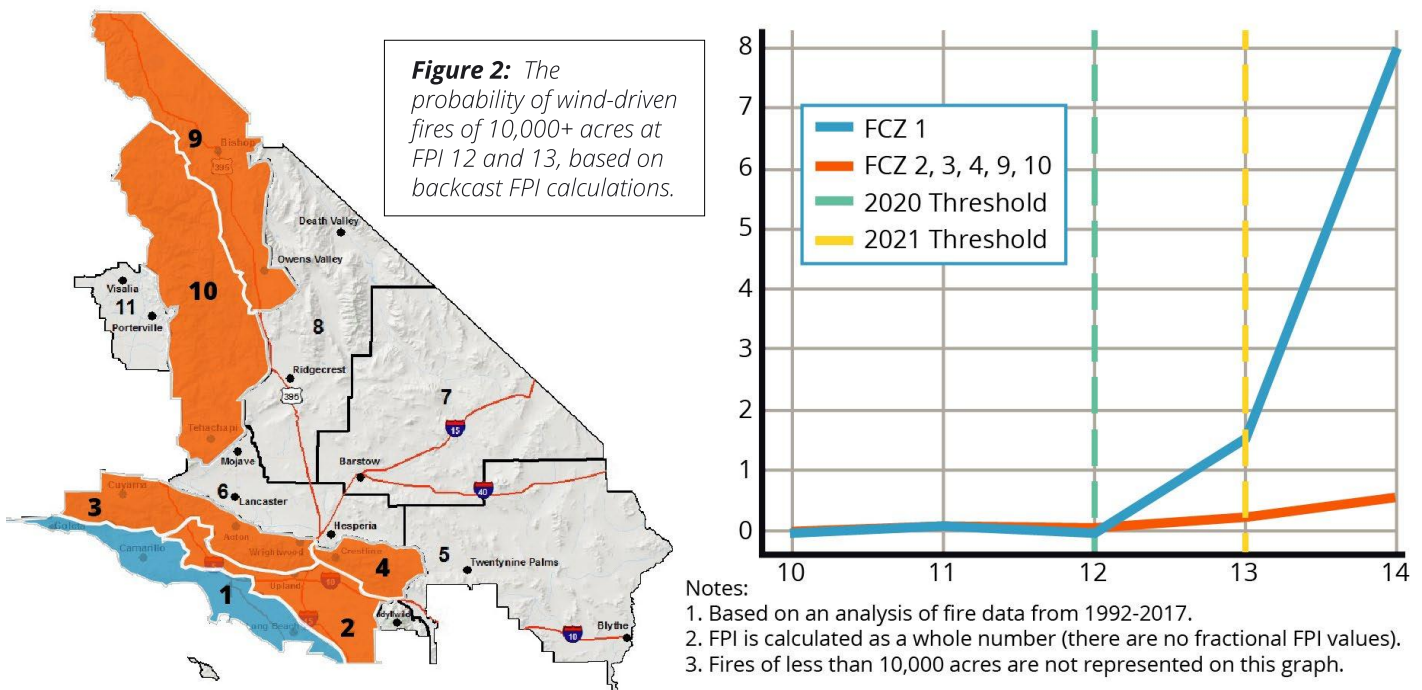 Figure 2: The
probability of wind-driven
fires of 10,000+ acres at
FPI 12 and 13, based on
backcast FPI calculations.
9
Bishop
395
Death Valley
Owens Valley
10
Visalia
11
Porterville
8
Ridgecrest
395
7
15
Tehachapi
Mojave
Barstow
6
Lancaster
40
Cuyama
3
Goleta
Hesperia
Acton
Wrightwood
Crestline
Camarillo
5
4
Twentynine Palms
Upland
10
1
Idyllwild
Long Beach
2
10
Blythe
8
7
6
5
4
3
2
1
0
FCZ 1
FCZ 2, 3, 4, 9, 10
2020 Threshold
2021 Threshold
10
11
12
13
14
Notes:
1. Based on an analysis of fire data from 1992-2017.
2. FPI is calculated as a whole number (there are no fractional FPI values).
3. Fires of less than 10,000 acres are not represented on this graph.